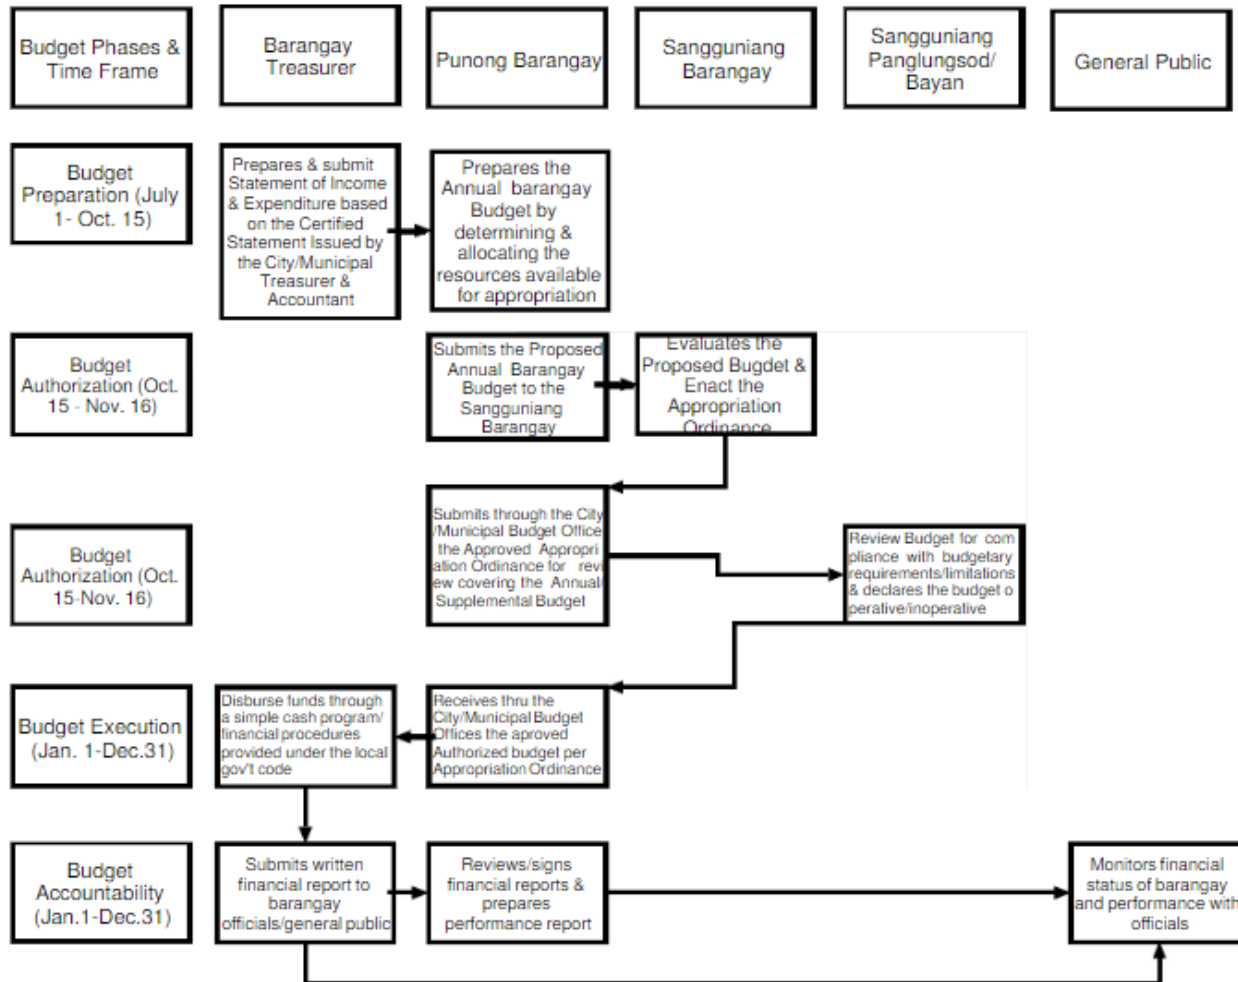 Budget Phases &
Time Frame
Barangay
Treasurer
Punong Barangay
Sangguniang
Barangay
Sangguniang
Panglungsod/
Bayan
General Public
Budget
Preparation (July
1- Oct. 15)
Prepares & submit
Statement of Income
& Expenditure based
on the Certified
Statement Issued by
the City/Municipal
Treasurer &
Accountant
Prepares the
Annual barangay
Budget by
determining &
allocating the
resources available
for appropriation
Budget
Authorization (Oct.
15 - Nov. 16)
Submits the Proposed
Annual Barangay
Budget to the
Sangguniang
Barangay
Evaluates the
Proposed Bugdet &
Enact the
Appropriation
Ordinance
Budget
Authorization (Oct.
15-Nov. 16)
Submits through the City
/Municipal Budget Office
the Approved Appropri
ation Ordinance for revi
ew covering the Annual/
Supplemental Budget
Review Budget for com
pliance with budgetary
requirements/limitations
& declares the budget o
perative/inoperative
Budget Execution
(Jan. 1-Dec.31)
Disburse funds through
a simple cash program/
financial procedures
provided under the local
gov't code
Receives thru the
City/Municipal Budget
Offices the aproved
Authorized budget per
Appropriation Ordinance
Budget
Accountability
(Jan.1-Dec.31)
Submits written
financial report to
barangay
officials/general public
Reviews/signs
financial reports &
prepares
performance report
Monitors financial
status of barangay
and performance with
officials